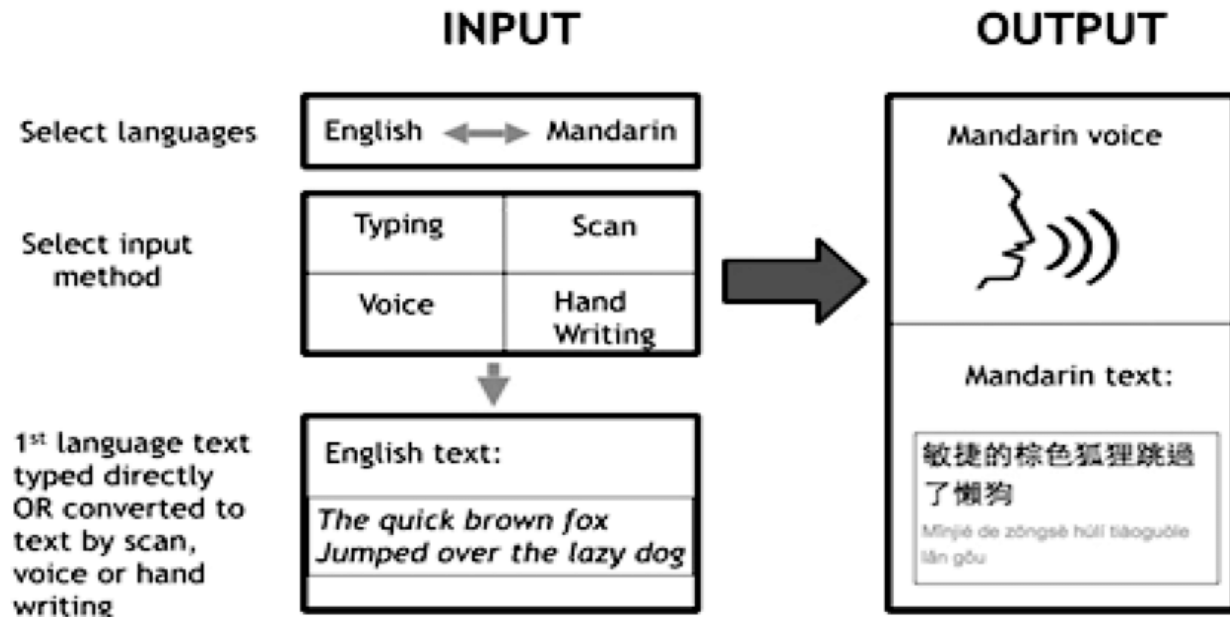 INPUT
OUTPUT
Select languages
English Mandarin
Select input
method
Typing
Scan
Voice
Hand
Writing
1st language text
typed directly
OR converted to
text by scan,
voice or hand
writing
English text:
The quick brown fox
Jumped over the lazy dog
Mandarin voice
Mandarin text:
敏捷的棕色狐狸跳過
了懶狗
Mǐnjié de zōngsè húlí tiàoguòle
lǎn gǒu